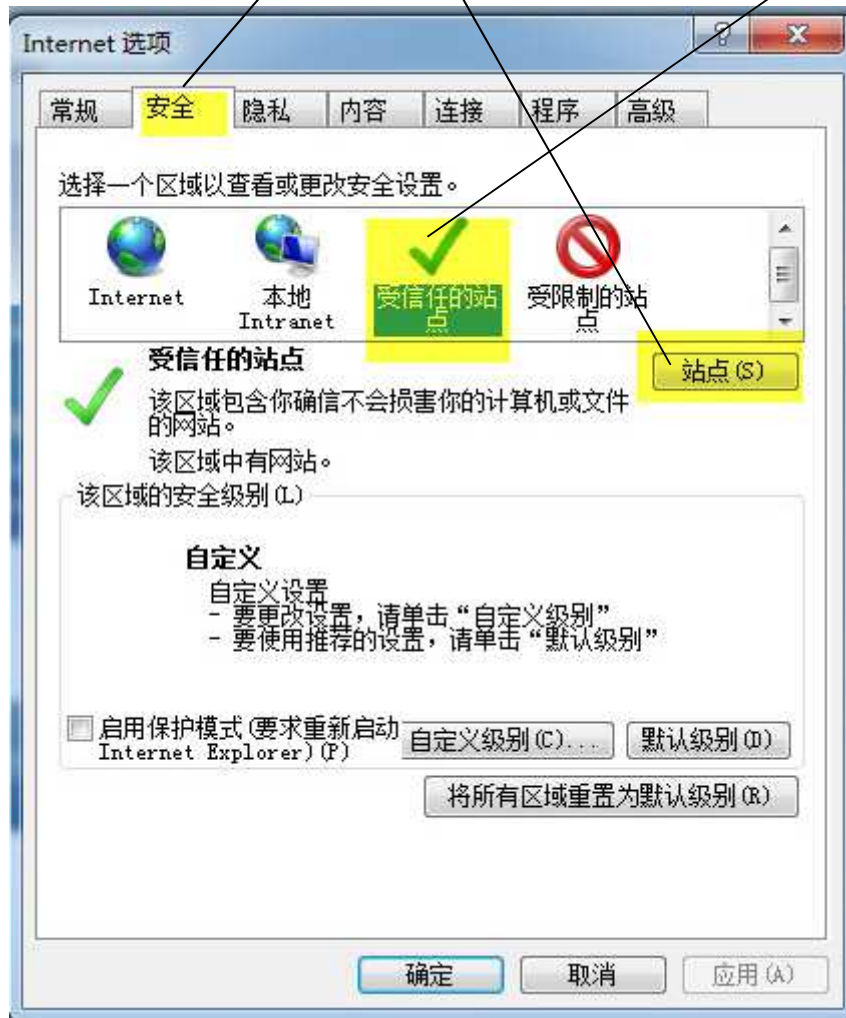 Internet 选项
常规 安全 隐私 内容 连接 程序 高级
选择一个区域以查看或更改安全设置。
Internet
本地
Intranet
受信任的站
点
受限制的站
点
受信任的站点
站点(S)
该区域包含你确信不会损害你的计算机或文件
的网站。
该区域中有网站。
该区域的安全级别(L)
自定义
自定义设置
- 要更改设置，请单击“自定义级别”
- 要使用推荐的设置，请单击“默认级别”
启用保护模式(要求重新启动
Internet Explorer)(P)
自定义级别(C)... 默认级别(D)
将所有区域重置为默认级别(R)
确定 取消 应用(A)